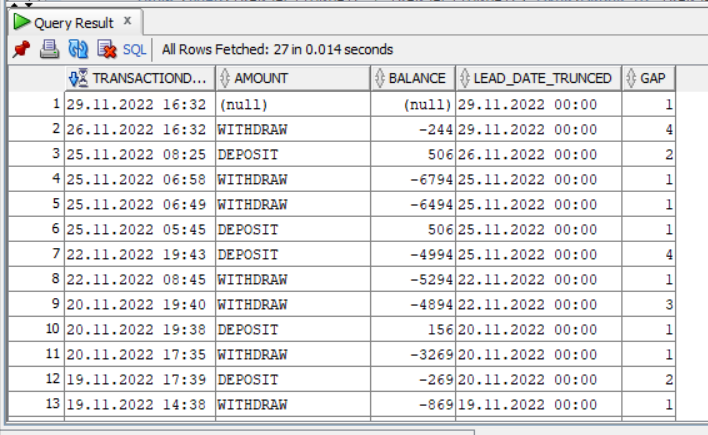 Query Result x
SQL | All Rows Fetched: 27 in 0.014 seconds
TRANSACTIOND... AMOUNT BALANCE LEAD_DATE_TRUNCED GAP
1 29.11.2022 16:32 (null) (null) 29.11.2022 00:00 1
2 26.11.2022 16:32 WITHDRAW -244 29.11.2022 00:00 4
3 25.11.2022 08:25 DEPOSIT 506 26.11.2022 00:00 2
4 25.11.2022 06:58 WITHDRAW -6794 25.11.2022 00:00 1
5 25.11.2022 06:49 WITHDRAW -6494 25.11.2022 00:00 1
6 25.11.2022 05:45 DEPOSIT 506 25.11.2022 00:00 1
7 22.11.2022 19:43 DEPOSIT -4994 25.11.2022 00:00 4
8 22.11.2022 08:45 WITHDRAW -5294 22.11.2022 00:00 1
9 20.11.2022 19:40 WITHDRAW -4894 22.11.2022 00:00 3
10 20.11.2022 19:38 DEPOSIT 156 20.11.2022 00:00 1
11 20.11.2022 17:35 WITHDRAW -3269 20.11.2022 00:00 1
12 19.11.2022 17:39 DEPOSIT -269 20.11.2022 00:00 2
13 19.11.2022 14:38 WITHDRAW -869 19.11.2022 00:00 1